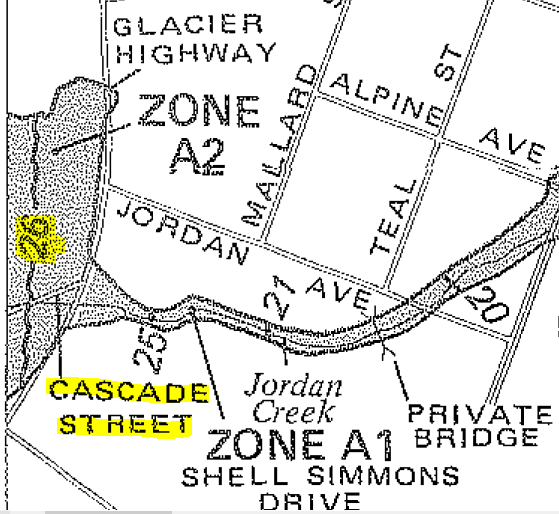 GLACIER
HIGHWAY
ZONE
A2
MALLARD
ALPINE AVE
ST
TEAL
JORDAN AVE
26
25
21
20
CASCADE
STREET
Jordan
Creek
PRIVATE
BRIDGE
ZONE A1
SHELL SIMMONS
DRIVE